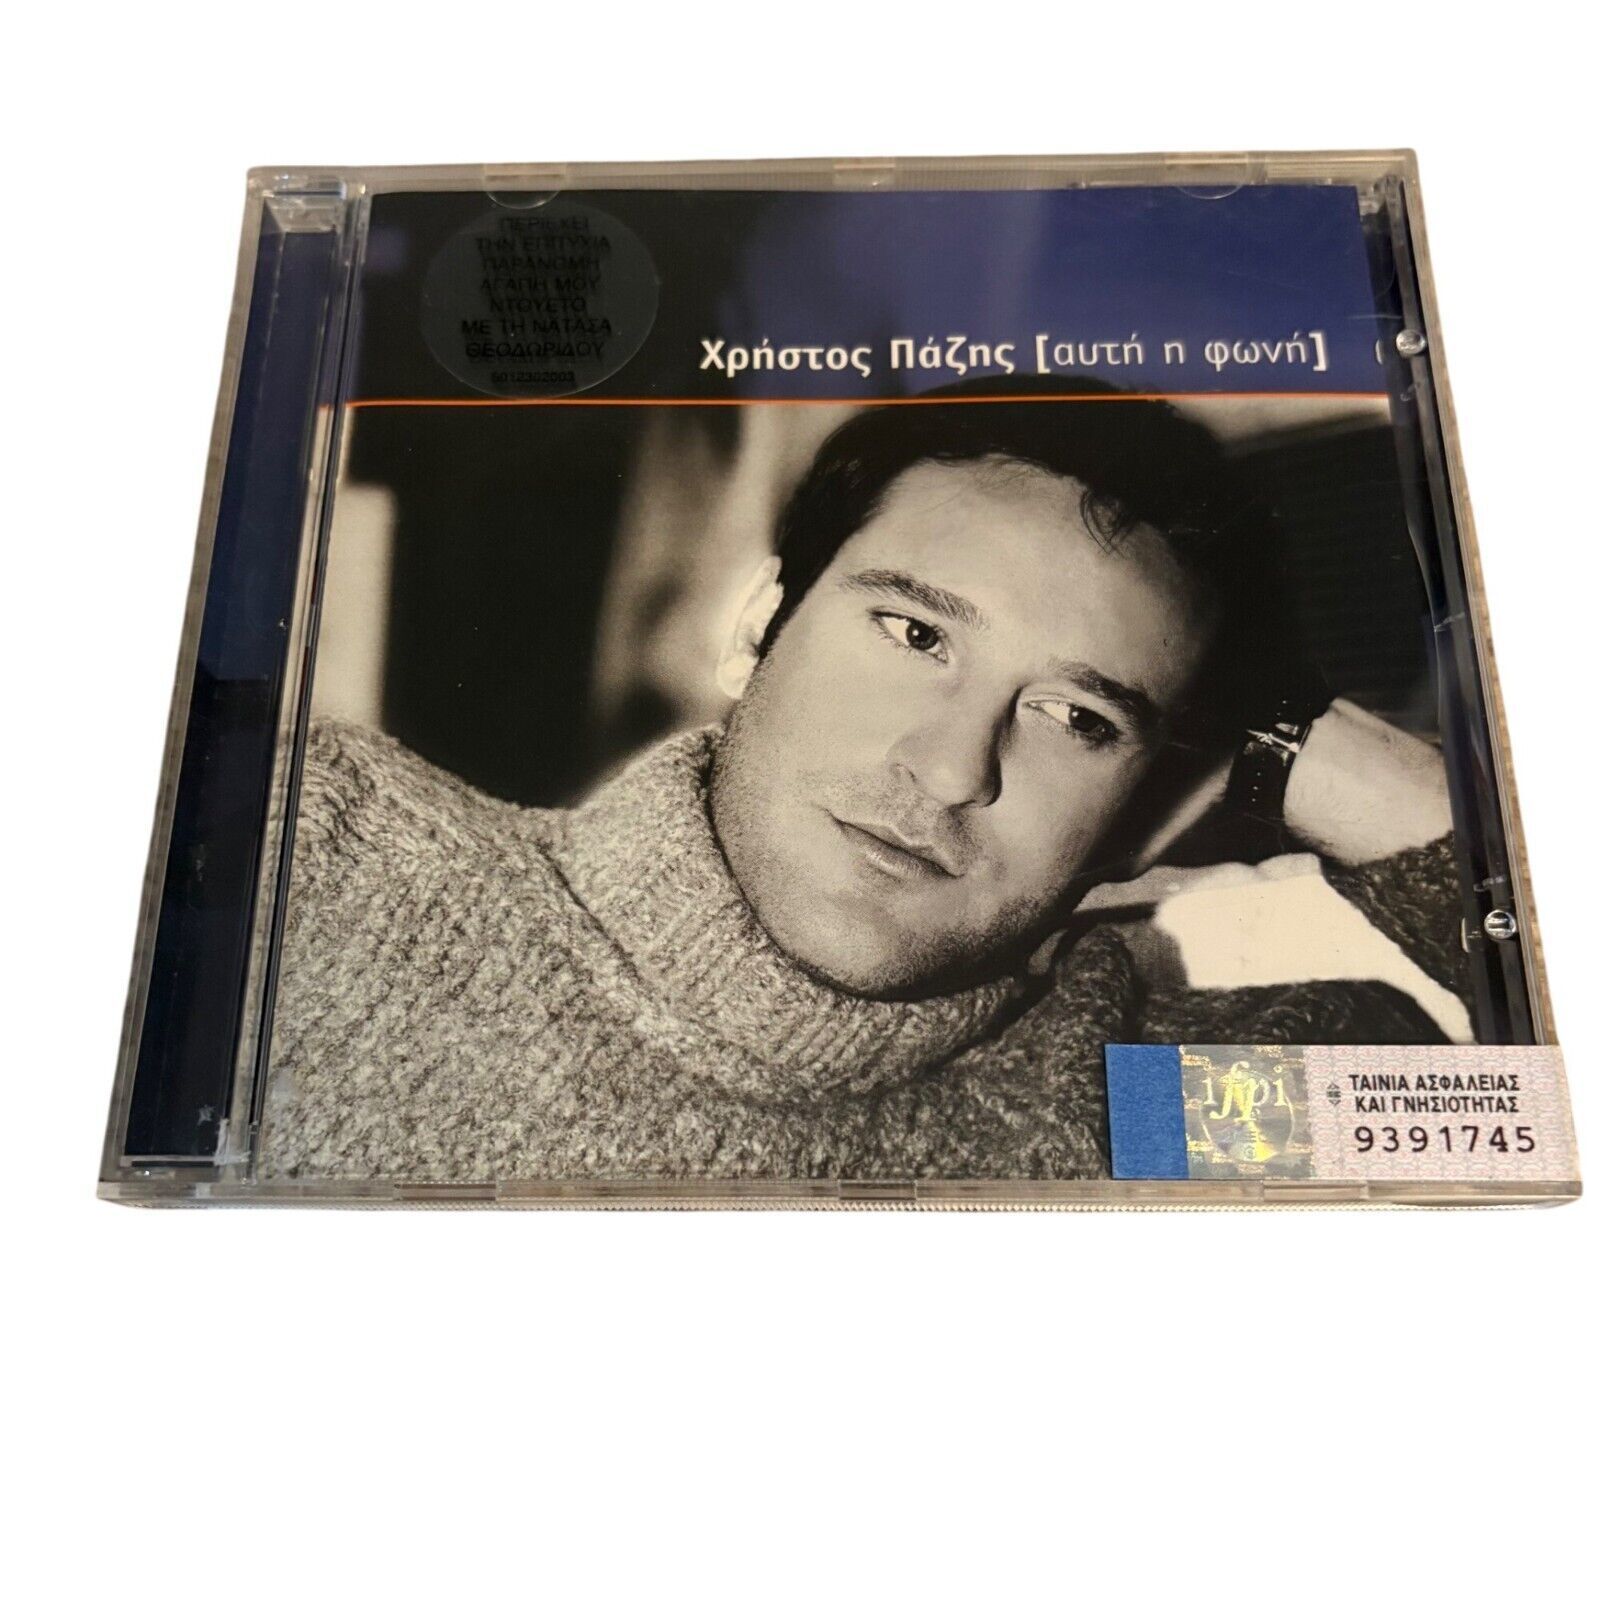 ΠΕΡΙΕΧΕΙ
ΤΗΝ ΕΠΙΤΥΧΙΑ
ΠΑΡΑΝΟΜΗ
ΑΓΑΠΗ ΜΟΥ
ΝΤΟΥΕΤΟ
ΜΕ ΤΗ ΝΑΤΑΣΑ
ΘΕΟΔΩΡΙΔΟΥ
5012302003
Χρήστος Πάζης [αυτή η φωνή]
ifpi
ΤΑΙΝΙΑ ΑΣΦΑΛΕΙΑΣ
ΚΑΙ ΓΝΗΣΙΟΤΗΤΑΣ
9391745